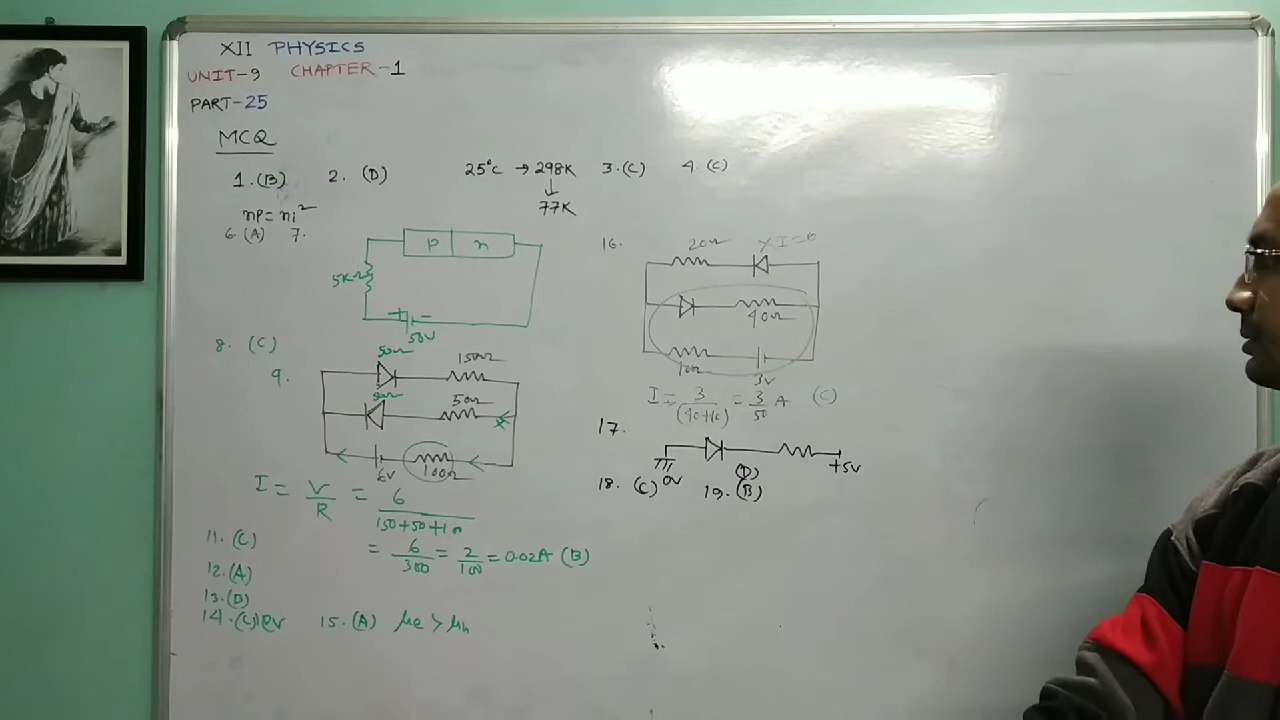 XII PHYSICS
UNIT-9 CHAPTER-1
PART-25
MCQ
1.(B) 2. (D) 25°C → 298K 3.(C) 4.(C)
↓
77K
np = ni²
6.(A) 7.
p n
5KΩ
+ -
50V
8. (C)
9.
50Ω 150Ω
50Ω 50Ω
6V 100Ω
I = V/R = 6/(150+50+100)
= 6/300 = 2/100 = 0.02A (B)
11.(C)
12.(A)
13.(B)
14.(C)eV 15.(A) μe > μh
16.
20Ω X I=0
40Ω
10Ω 3V
I = 3/(40+10) = 3/50 A (C)
17.
0V +5V
(D)
18. (C) 19.(B)